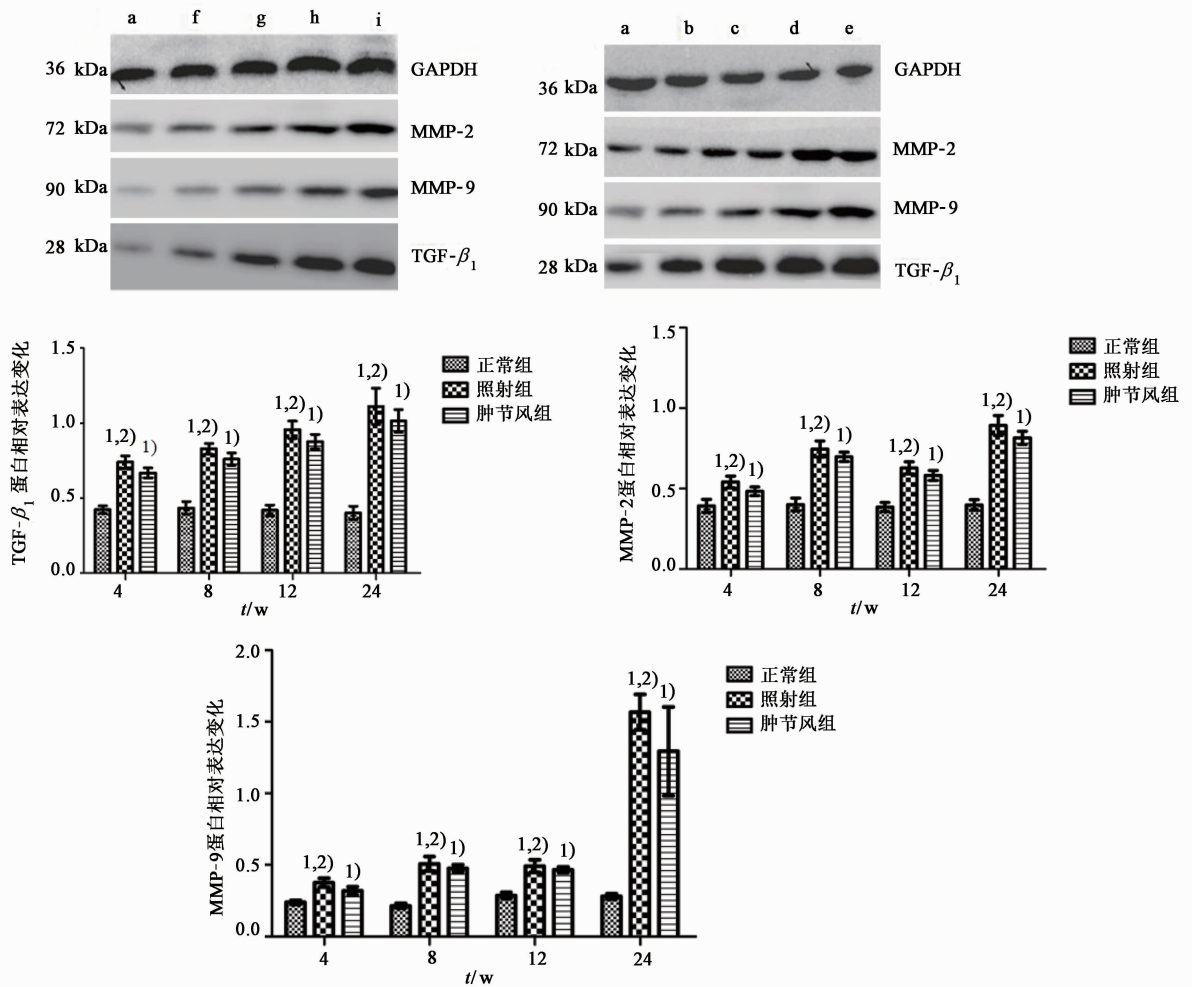 a f g h i
36 kDa GAPDH
72 kDa MMP-2
90 kDa MMP-9
28 kDa TGF-β1
a b c d e
36 kDa GAPDH
72 kDa MMP-2
90 kDa MMP-9
28 kDa TGF-β1
TGF-β1 蛋白相对表达变化
1.5
1.0
0.5
0.0
1,2) 1) 1,2) 1) 1,2) 1) 1,2) 1)
4 8 12 24
t/w
正常组
照射组
肿节风组
MMP-2蛋白相对表达变化
1.5
1.0
0.5
0.0
1,2) 1) 1,2) 1) 1,2) 1) 1,2) 1)
4 8 12 24
t/w
正常组
照射组
肿节风组
MMP-9蛋白相对表达变化
2.0
1.5
1.0
0.5
0.0
1,2) 1) 1,2) 1) 1,2) 1) 1,2) 1)
4 8 12 24
t/w
正常组
照射组
肿节风组